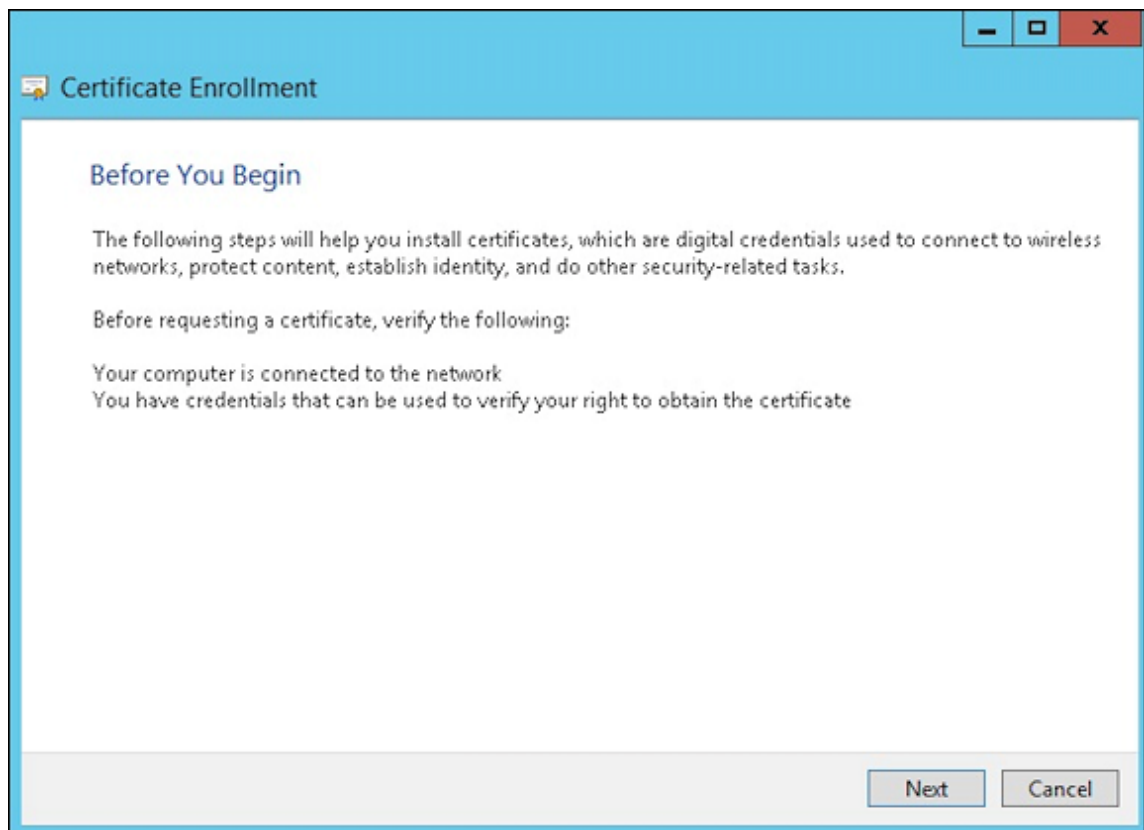 Certificate Enrollment
Before You Begin
The following steps will help you install certificates, which are digital credentials used to connect to wireless
networks, protect content, establish identity, and do other security-related tasks.
Before requesting a certificate, verify the following:
Your computer is connected to the network
You have credentials that can be used to verify your right to obtain the certificate
Next
Cancel